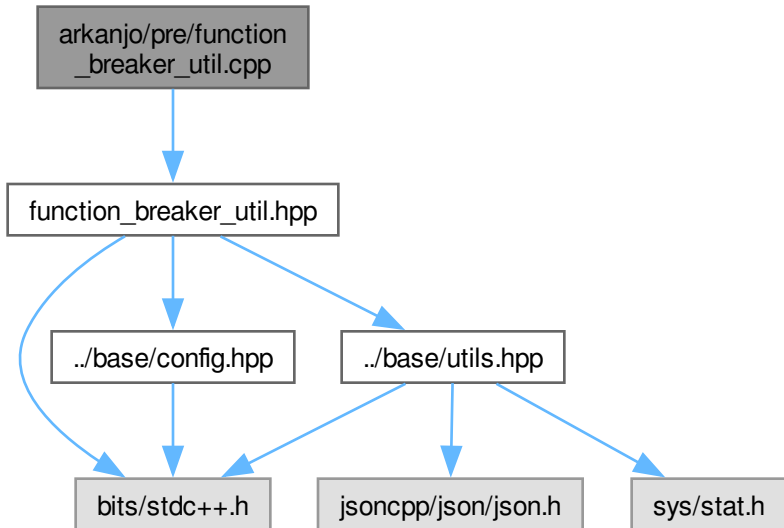 arkanjo/pre/function
_breaker_util.cpp
function_breaker_util.hpp
../base/config.hpp
../base/utils.hpp
bits/stdc++.h
jsoncpp/json/json.h
sys/stat.h